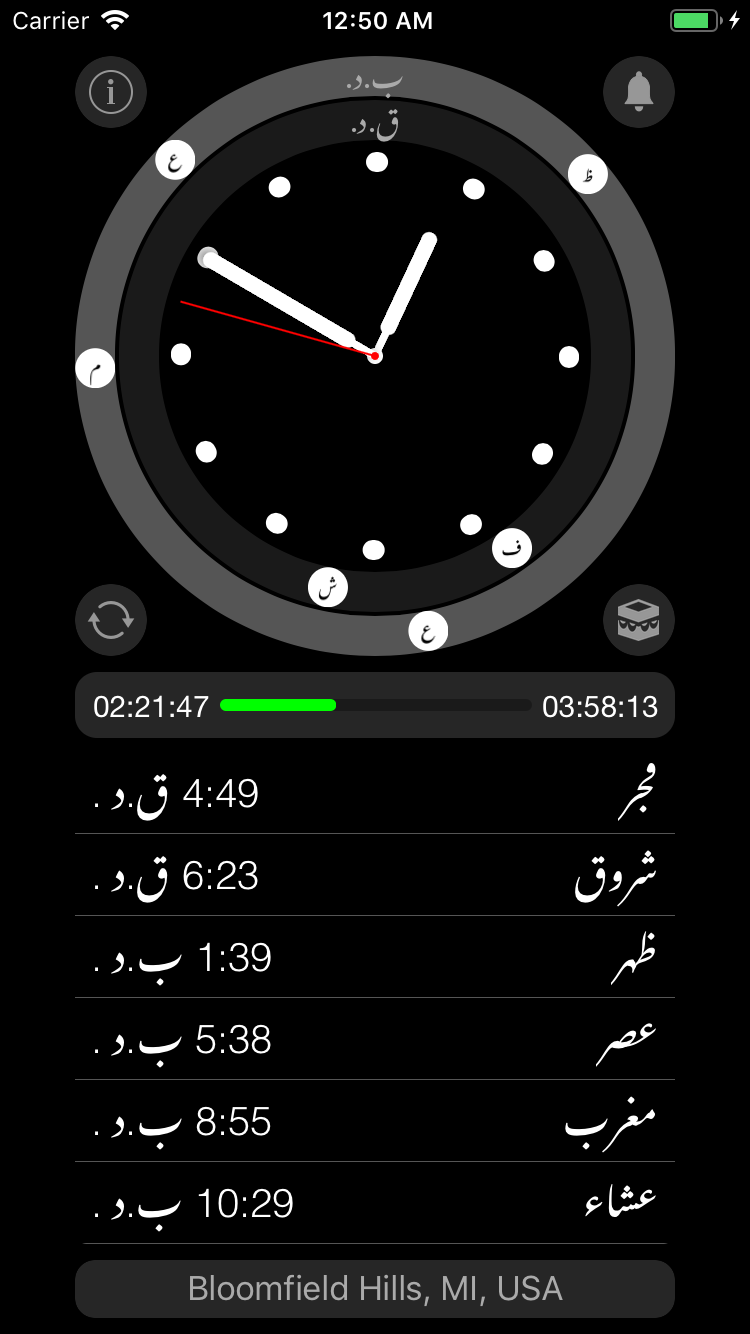 Carrier 12:50 AM
ب.د.
ق.د.
ع
ظ
م
ف
ش
ع
02:21:47 03:58:13
فجر 4:49 ق.د.
شروق 6:23 ق.د.
ظہر 1:39 ب.د.
عصر 5:38 ب.د.
مغرب 8:55 ب.د.
عشاء 10:29 ب.د.
Bloomfield Hills, MI, USA